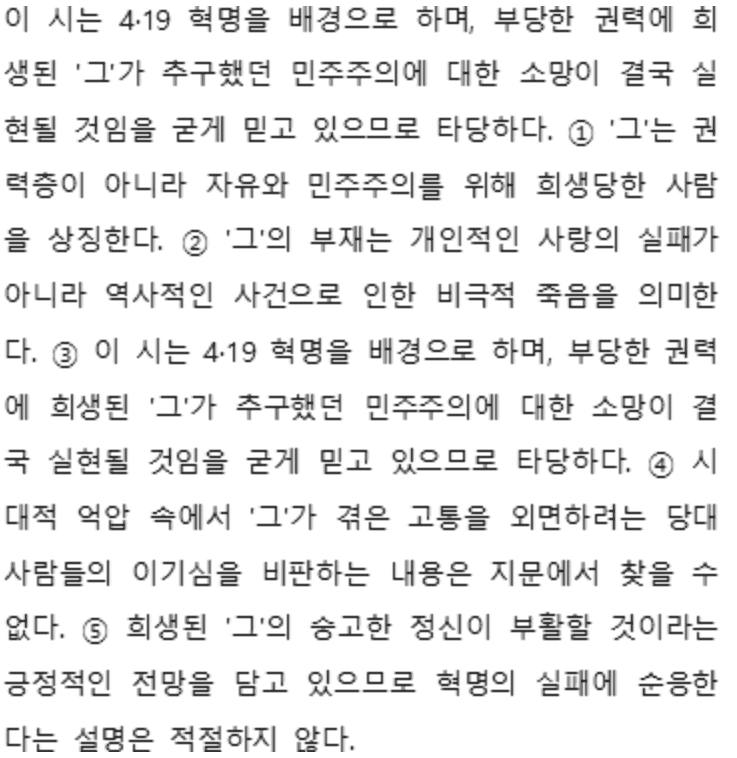 이 시는 4·19 혁명을 배경으로 하며, 부당한 권력에 희
생된 '그'가 추구했던 민주주의에 대한 소망이 결국 실
현될 것임을 굳게 믿고 있으므로 타당하다. ① '그'는 권
력층이 아니라 자유와 민주주의를 위해 희생당한 사람
을 상징한다. ② '그'의 부재는 개인적인 사랑의 실패가
아니라 역사적인 사건으로 인한 비극적 죽음을 의미한
다. ③ 이 시는 4·19 혁명을 배경으로 하며, 부당한 권력
에 희생된 '그'가 추구했던 민주주의에 대한 소망이 결
국 실현될 것임을 굳게 믿고 있으므로 타당하다. ④ 시
대적 억압 속에서 '그'가 겪은 고통을 외면하려는 당대
사람들의 이기심을 비판하는 내용은 지문에서 찾을 수
없다. ⑤ 희생된 '그'의 숭고한 정신이 부활할 것이라는
긍정적인 전망을 담고 있으므로 혁명의 실패에 순응한
다는 설명은 적절하지 않다.